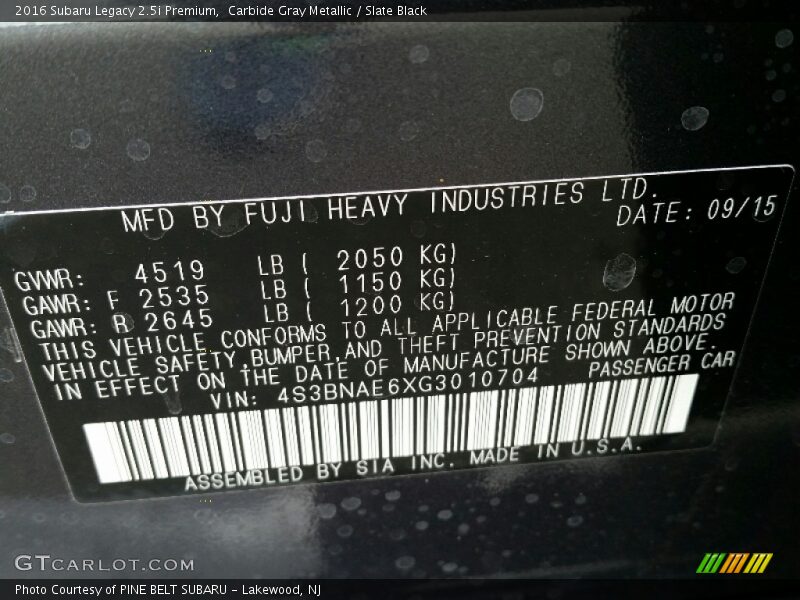 2016 Subaru Legacy 2.5i Premium,  Carbide Gray Metallic / Slate Black
MFD BY FUJI HEAVY INDUSTRIES LTD.
DATE: 09/15
GVWR: 4519 LB ( 2050 KG)
GAWR: F 2535 LB ( 1150 KG)
GAWR: R 2645 LB ( 1200 KG)
THIS VEHICLE CONFORMS TO ALL APPLICABLE FEDERAL MOTOR
VEHICLE SAFETY,BUMPER,AND THEFT PREVENTION STANDARDS
IN EFFECT ON THE DATE OF MANUFACTURE SHOWN ABOVE.
VIN: 4S3BNAE6XG3010704 PASSENGER CAR
ASSEMBLED BY SIA INC. MADE IN U.S.A.
GTCARLOT.COM
Photo Courtesy of PINE BELT SUBARU - Lakewood, NJ